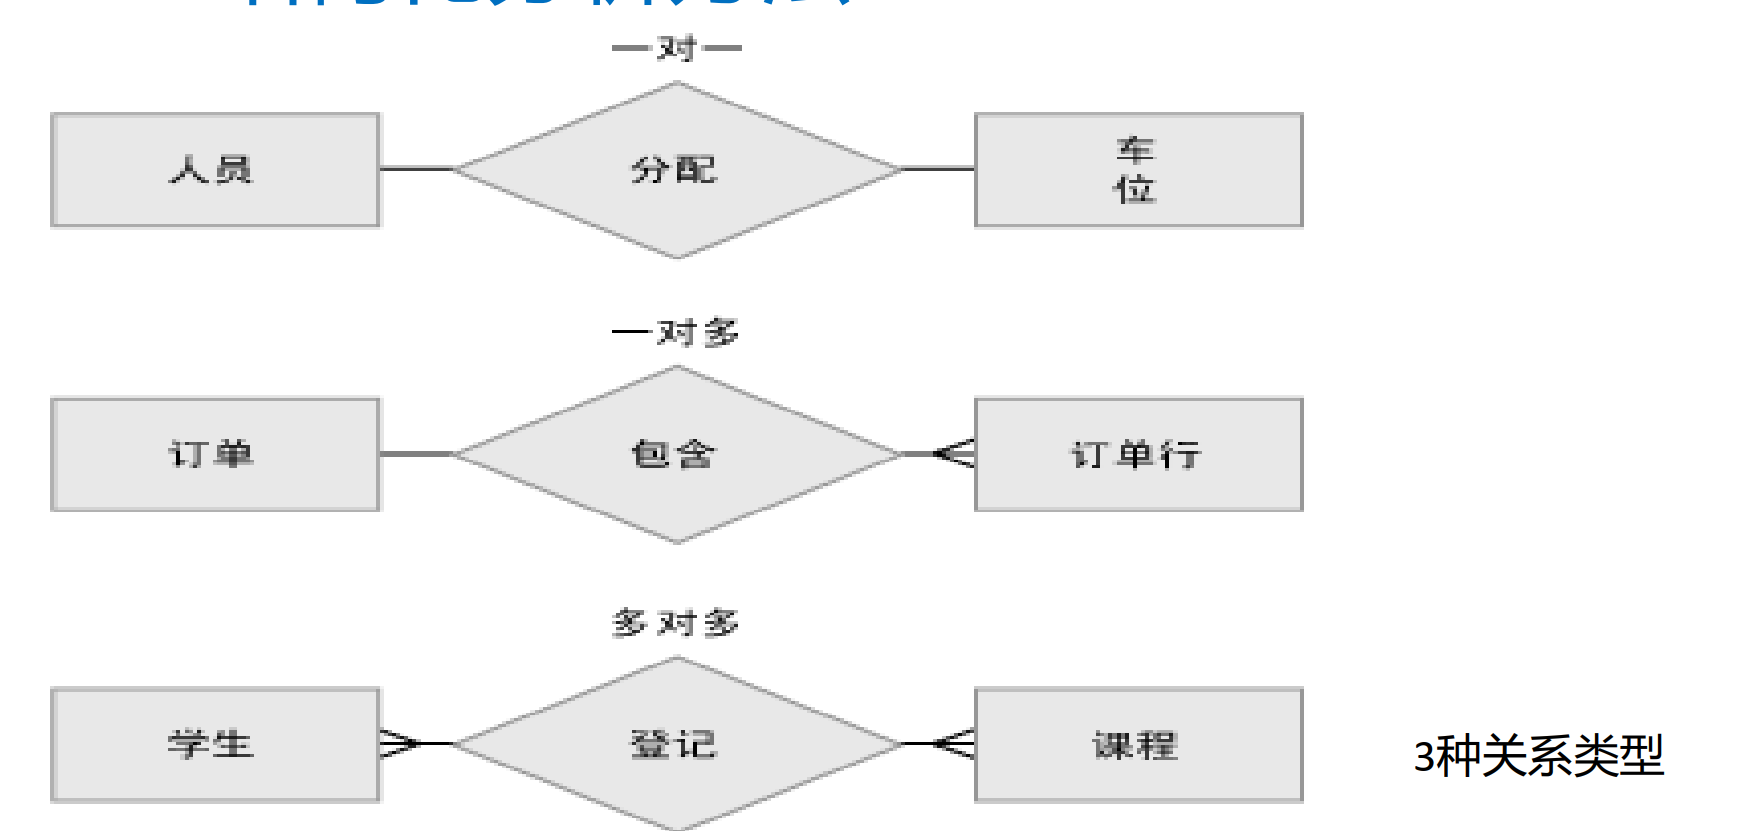 一对一
人员
分配
车
位
一对多
订单
包含
订单行
多对多
学生
登记
课程
3种关系类型